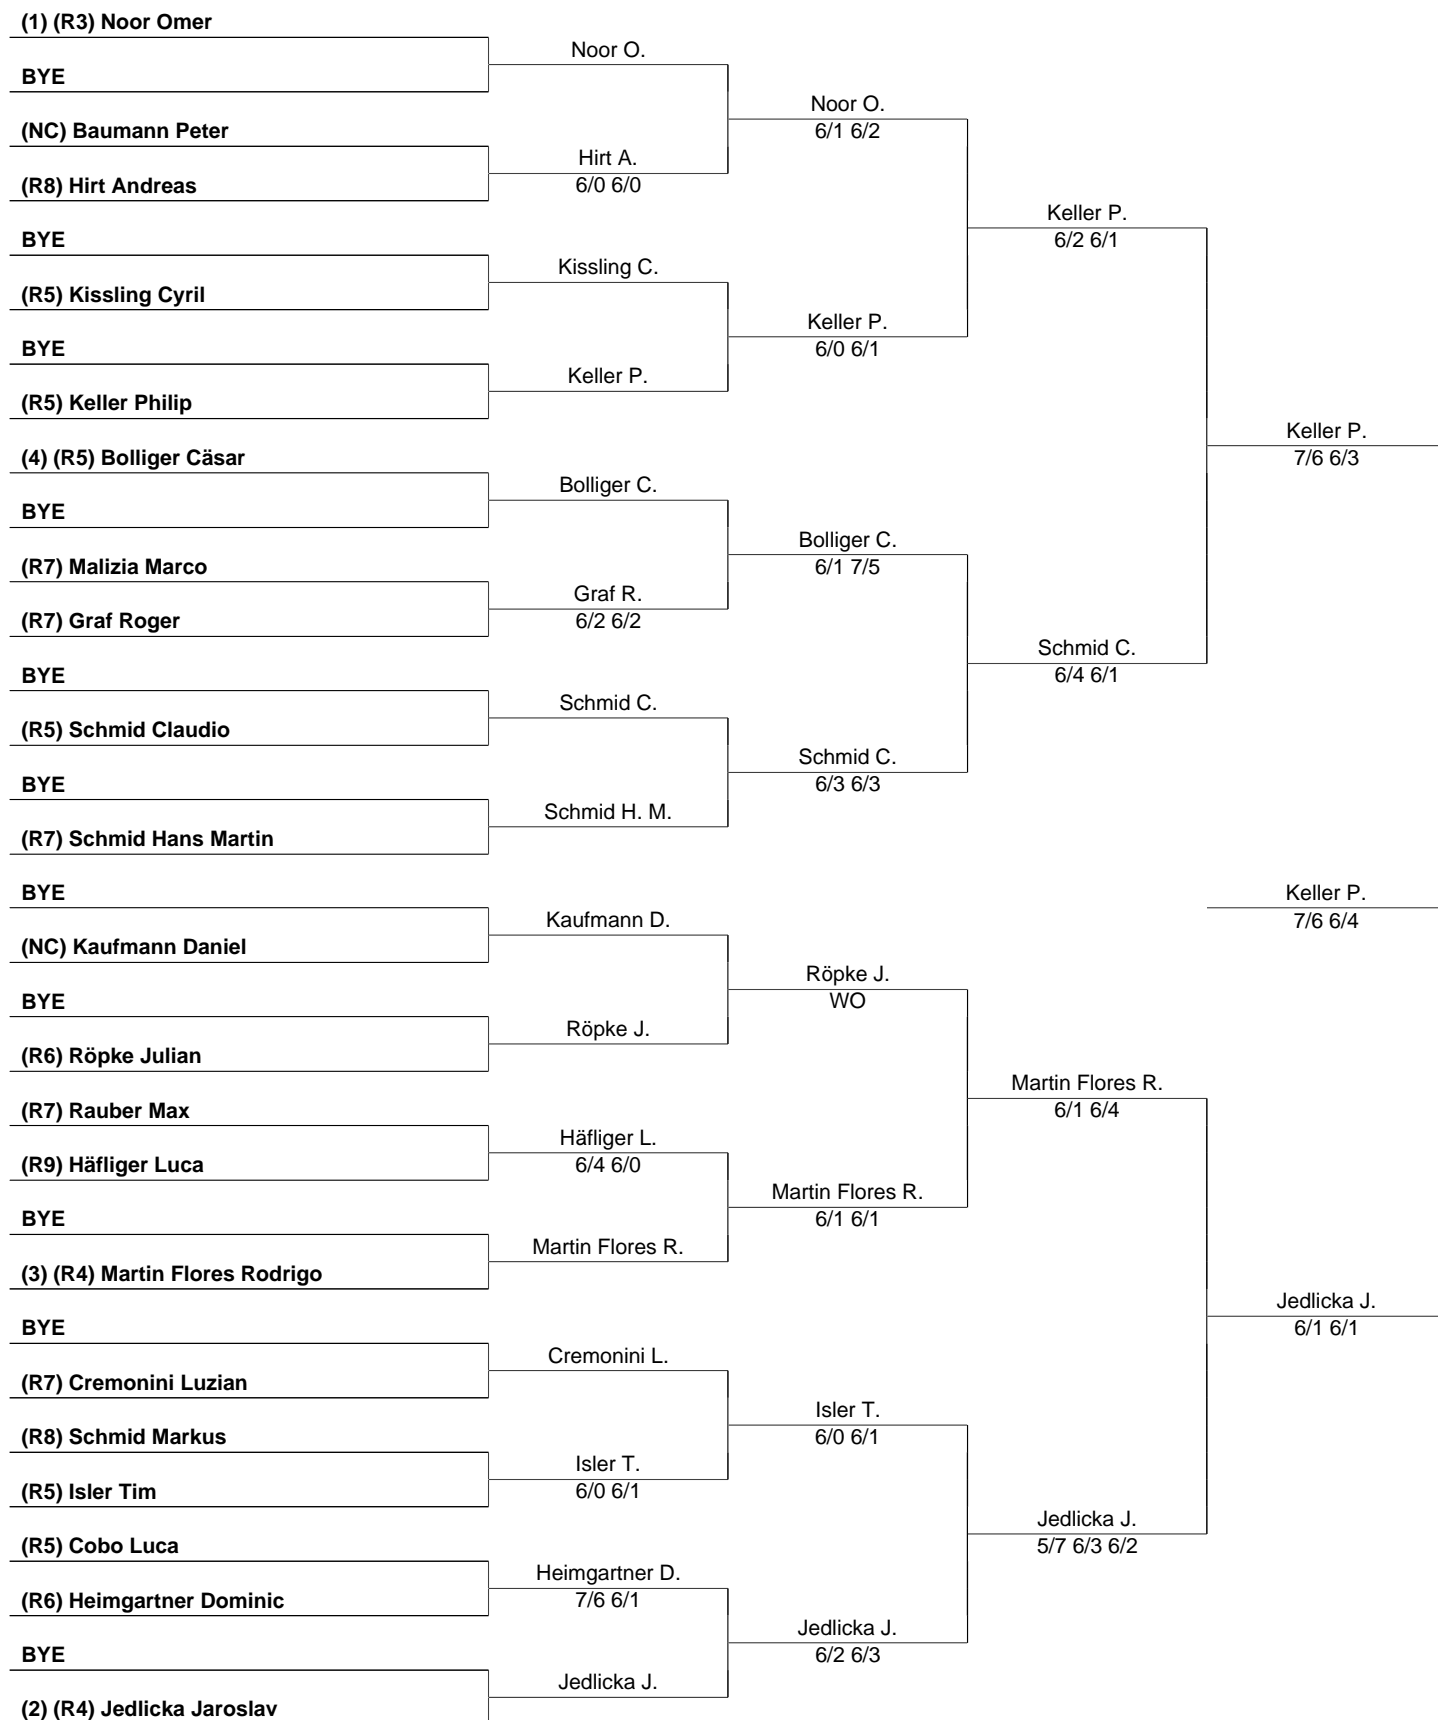 (1) (R3) Noor Omer
BYE
(NC) Baumann Peter
(R8) Hirt Andreas
BYE
(R5) Kissling Cyril
BYE
(R5) Keller Philip
(4) (R5) Bolliger Cäsar
BYE
(R7) Malizia Marco
(R7) Graf Roger
BYE
(R5) Schmid Claudio
BYE
(R7) Schmid Hans Martin
BYE
(NC) Kaufmann Daniel
BYE
(R6) Röpke Julian
(R7) Rauber Max
(R9) Häfliger Luca
BYE
(3) (R4) Martin Flores Rodrigo
BYE
(R7) Cremonini Luzian
(R8) Schmid Markus
(R5) Isler Tim
(R5) Cobo Luca
(R6) Heimgartner Dominic
BYE
(2) (R4) Jedlicka Jaroslav
Noor O.
Hirt A.
6/0 6/0
Kissling C.
Keller P.
Bolliger C.
Graf R.
6/2 6/2
Schmid C.
Schmid H. M.
Kaufmann D.
Röpke J.
Häfliger L.
6/4 6/0
Martin Flores R.
Cremonini L.
Isler T.
6/0 6/1
Heimgartner D.
7/6 6/1
Jedlicka J.
Noor O.
6/1 6/2
Keller P.
6/0 6/1
Bolliger C.
6/1 7/5
Schmid C.
6/3 6/3
Röpke J.
WO
Martin Flores R.
6/1 6/1
Isler T.
6/0 6/1
Jedlicka J.
6/2 6/3
Keller P.
6/2 6/1
Schmid C.
6/4 6/1
Martin Flores R.
6/1 6/4
Jedlicka J.
5/7 6/3 6/2
Keller P.
7/6 6/3
Keller P.
7/6 6/4
Jedlicka J.
6/1 6/1